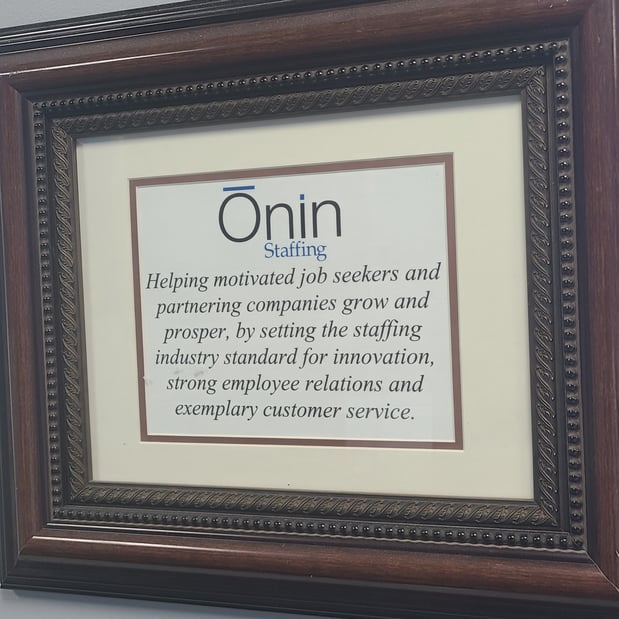 Ōnin
Staffing
Helping motivated job seekers and
partnering companies grow and
prosper, by setting the staffing
industry standard for innovation,
strong employee relations and
exemplary customer service.